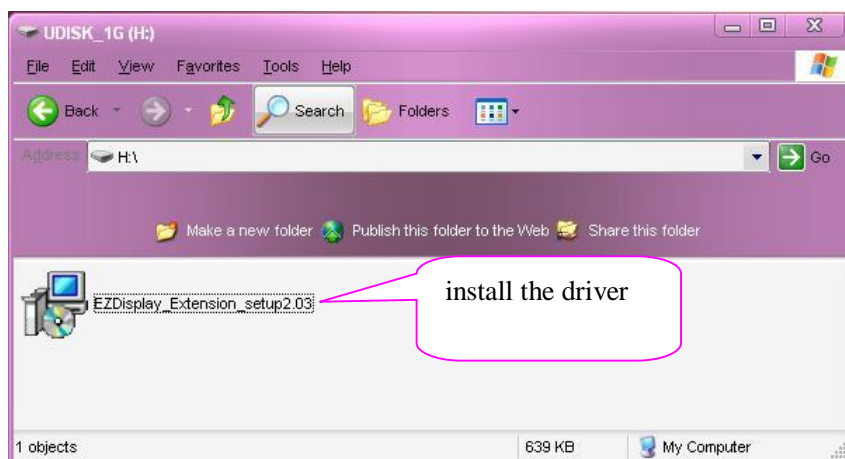 UDISK_1G (H:)
File Edit View Favorites Tools Help
Back Search Folders
Address H:\ Go
Make a new folder Publish this folder to the Web Share this folder
install the driver
EZDisplay_Extension_setup2.03
1 objects 639 KB My Computer